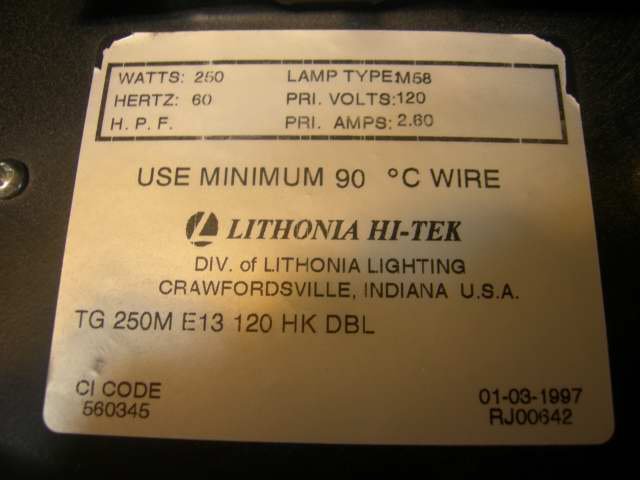 WATTS: 250 LAMP TYPE: M58
HERTZ: 60 PRI. VOLTS: 120
H. P. F. PRI. AMPS: 2.60
USE MINIMUM 90 °C WIRE
LITHONIA HI-TEK
DIV. of LITHONIA LIGHTING
CRAWFORDSVILLE, INDIANA U.S.A.
TG 250M E13 120 HK DBL
CI CODE 01-03-1997
560345 RJ00642